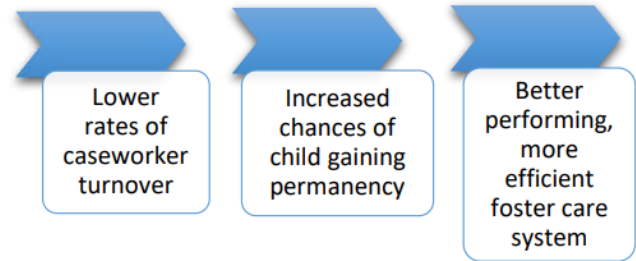 Lower
rates of
caseworker
turnover
Increased
chances of
child gaining
permanency
Better
performing,
more
efficient
foster care
system